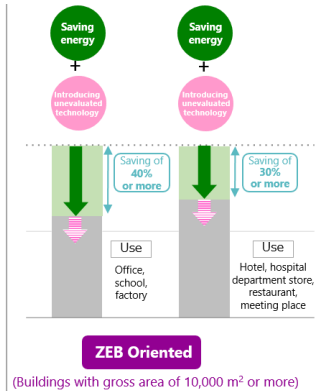 Saving
energy
Saving
energy
+
+
Introducing
unevaluated
technology
Introducing
unevaluated
technology
Saving of
40%
or more
Saving of
30%
or more
Use
Office,
school,
factory
Use
Hotel, hospital
department store,
restaurant,
meeting place
ZEB Oriented
(Buildings with gross area of 10,000 m² or more)